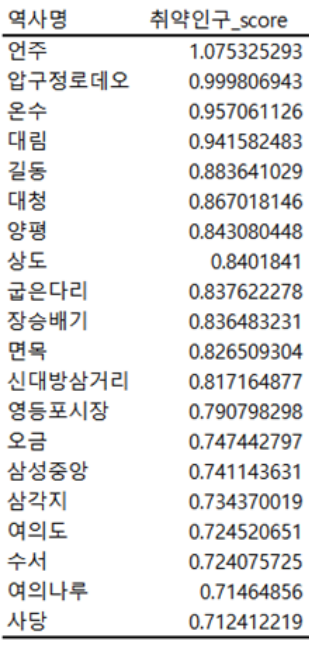 역사명 취약인구_score
언주 1.075325293
압구정로데오 0.999806943
온수 0.957061126
대림 0.941582483
길동 0.883641029
대청 0.867018146
양평 0.843080448
상도 0.8401841
굽은다리 0.837622278
장승배기 0.836483231
면목 0.826509304
신대방삼거리 0.817164877
영등포시장 0.790798298
오금 0.747442797
삼성중앙 0.741143631
삼각지 0.734370019
여의도 0.724520651
수서 0.724075725
여의나루 0.71464856
사당 0.712412219